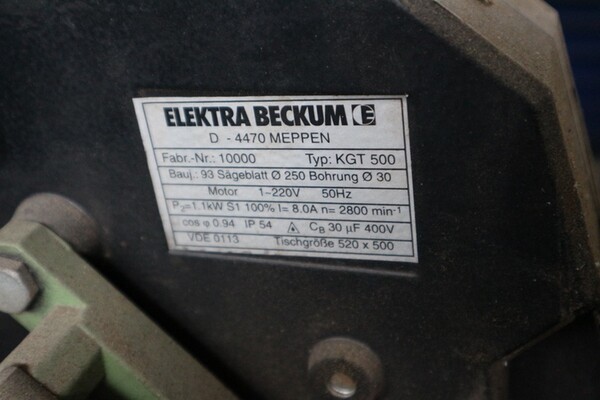 ELEKTRA BECKUM E
D - 4470 MEPPEN
Fabr.-Nr.: 10000 Typ: KGT 500
Bauj.: 93 Sägeblatt Ø 250 Bohrung Ø 30
Motor 1~220V 50Hz
P₂=1.1kW S1 100% I= 8.0A n= 2800 min⁻¹
cos φ 0.94 IP 54 C_B 30 µF 400V
VDE 0113 Tischgröße 520 x 500